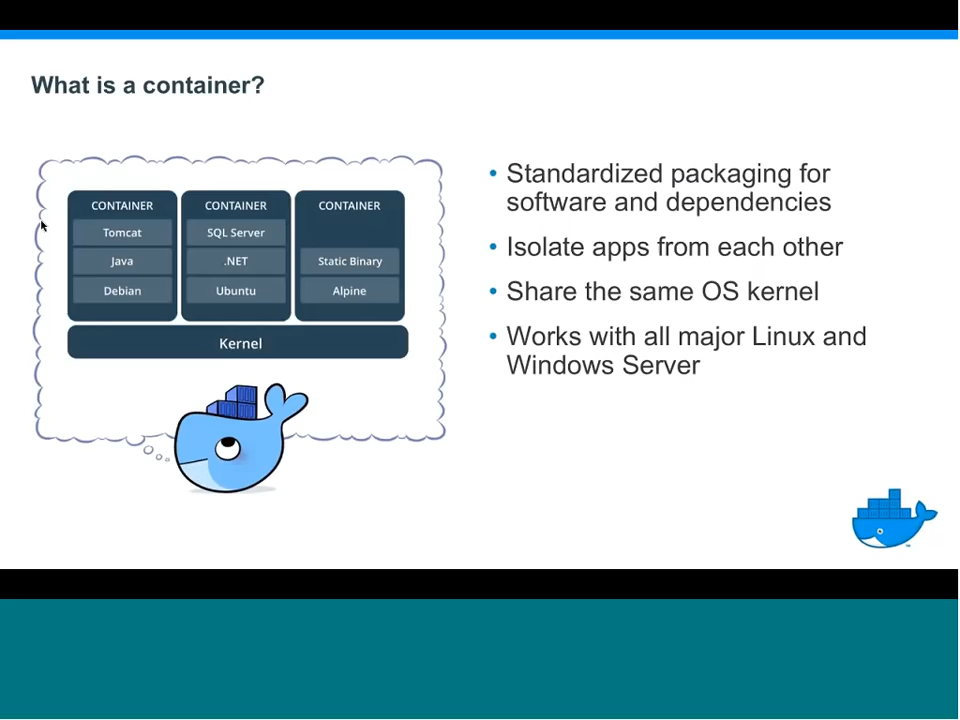 What is a container?
CONTAINER CONTAINER CONTAINER
Tomcat SQL Server
Java .NET Static Binary
Debian Ubuntu Alpine
Kernel
• Standardized packaging for
software and dependencies
• Isolate apps from each other
• Share the same OS kernel
• Works with all major Linux and
Windows Server